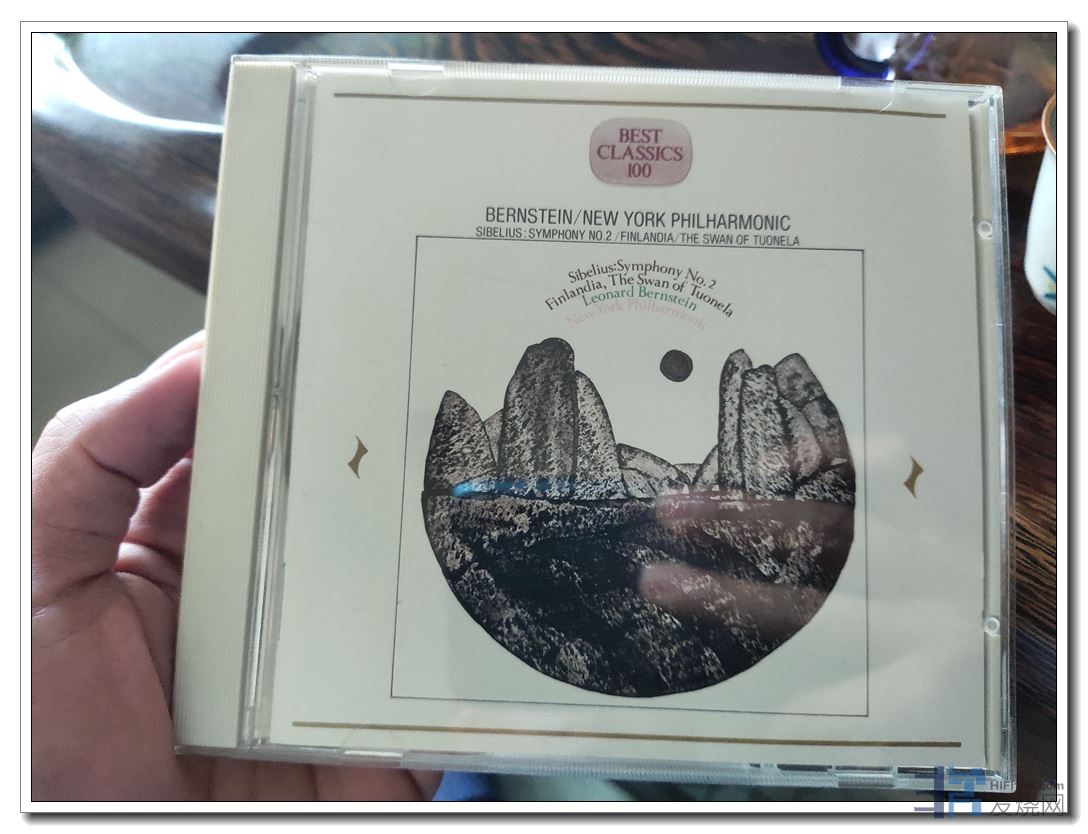 BEST
CLASSICS
100
BERNSTEIN/NEW YORK PHILHARMONIC
SIBELIUS: SYMPHONY NO.2/FINLANDIA/THE SWAN OF TUONELA
Sibelius:Symphony No. 2
Finlandia, The Swan of Tuonela
Leonard Bernstein
New York Philharmonic
发烧网